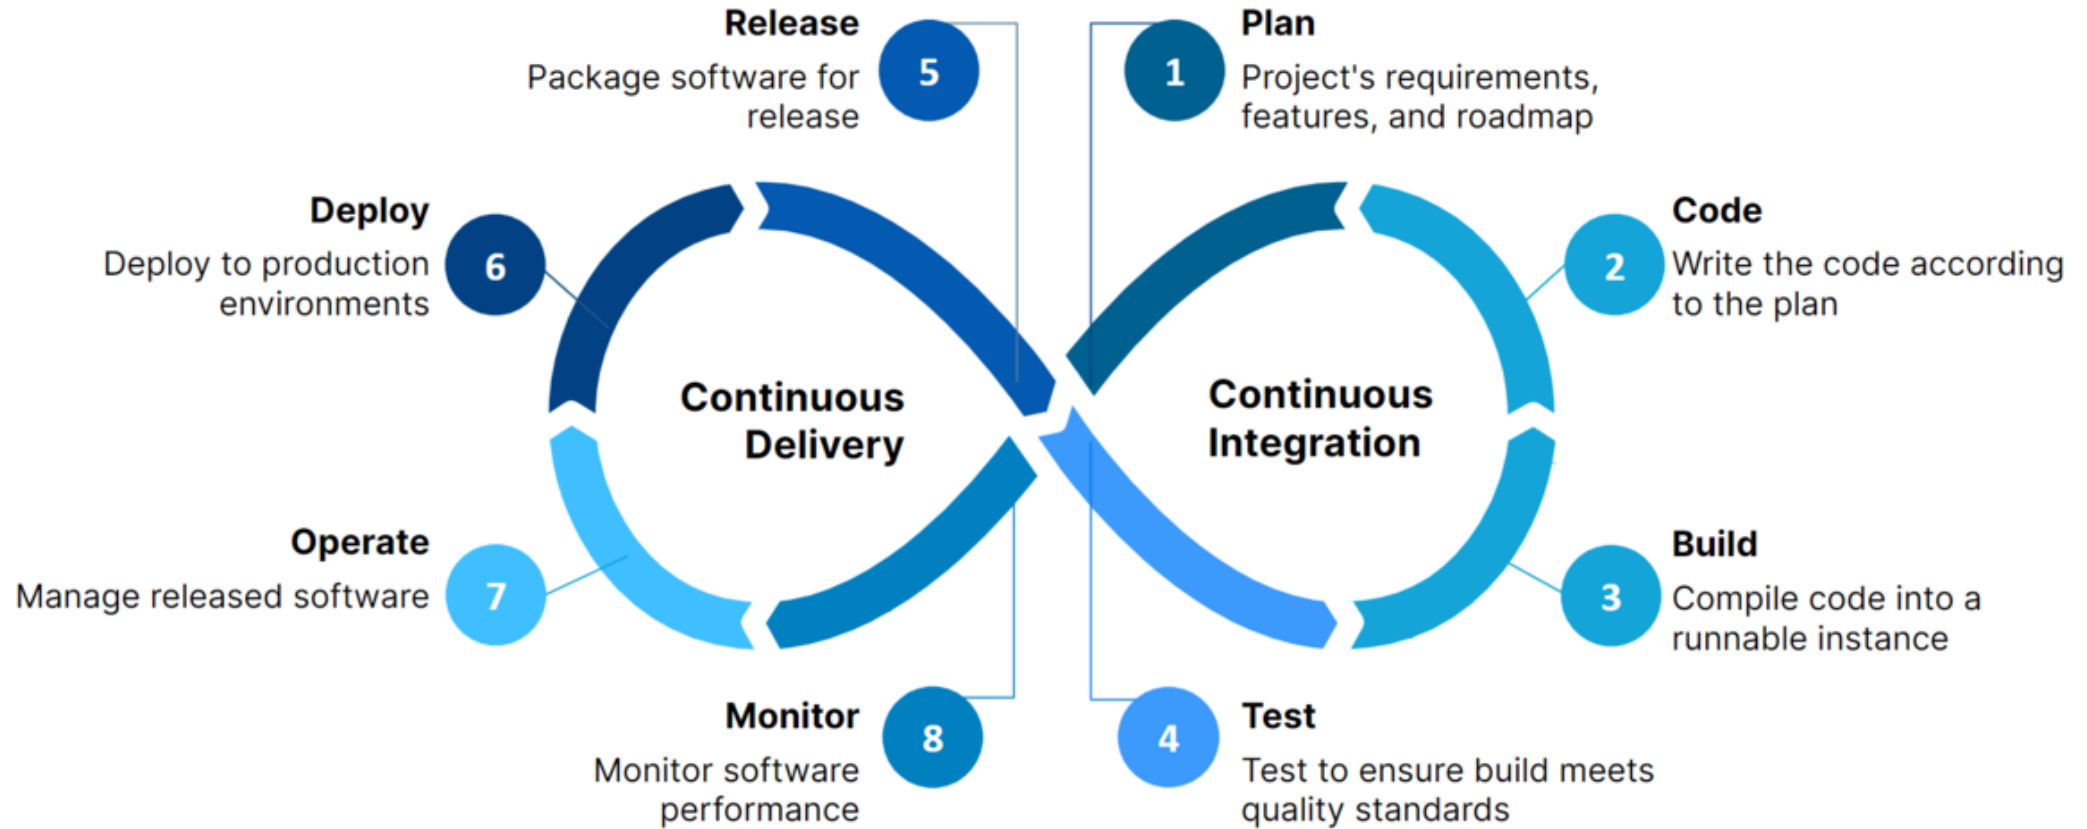 Release
Package software for
release
5
1
Plan
Project's requirements,
features, and roadmap
Deploy
Deploy to production
environments
6
2
Code
Write the code according
to the plan
Continuous
Delivery
Continuous
Integration
Operate
Manage released software
7
3
Build
Compile code into a
runnable instance
Monitor
Monitor software
performance
8
4
Test
Test to ensure build meets
quality standards